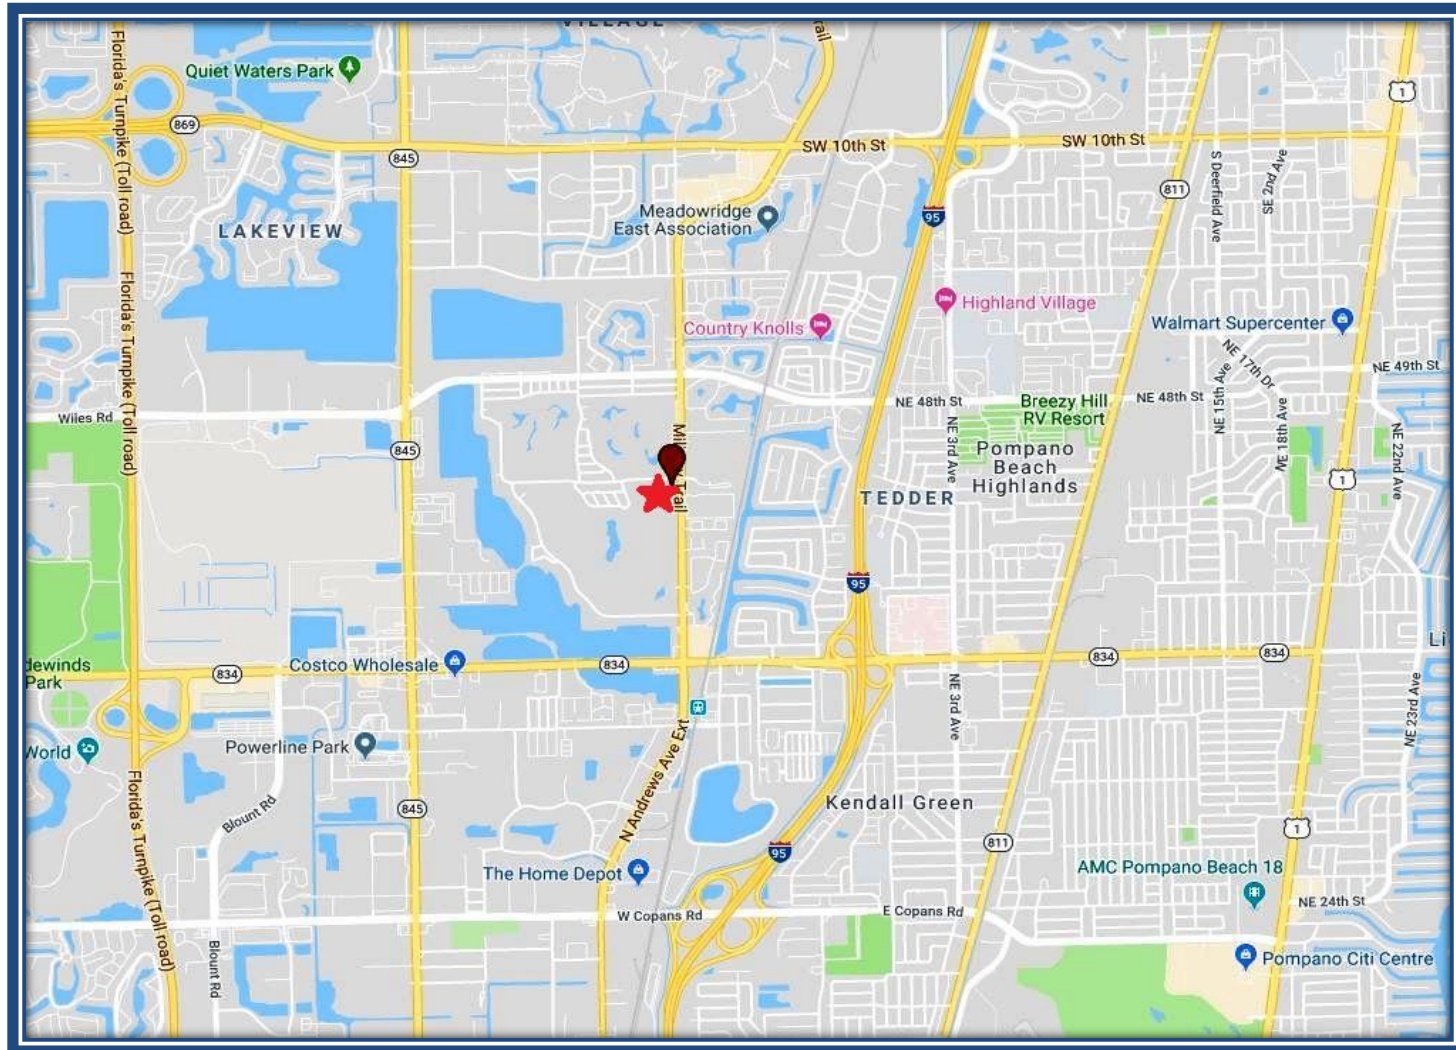 VILLAGE
Trail
Quiet Waters Park
Florida's Turnpike (Toll road)
869
845
SW 10th St
SW 10th St
1
811
S Deerfield Ave
SE 2nd Ave
95
Meadowridge
East Association
LAKEVIEW
Florida's Turnpike (Toll road)
Highland Village
Country Knolls
Walmart Supercenter
NE 17th Dr
NE 49th St
Wiles Rd
NE 48th St
Breezy Hill
RV Resort
NE 48th St
NE 15th Ave
NE 18th Ave
NE 22nd Ave
NE 3rd Ave
845
Trail
Pompano
Beach
Highlands
TEDDER
1
95
Li
dewinds
Park
834
Costco Wholesale
834
834
834
NE 3rd Ave
NE 23rd Ave
World
Powerline Park
N Andrews Ave Ext
Florida's Turnpike (Toll road)
Blount Rd
845
Kendall Green
95
811
1
The Home Depot
AMC Pompano Beach 18
W Copans Rd
E Copans Rd
NE 24th St
Blount Rd
Pompano Citi Centre